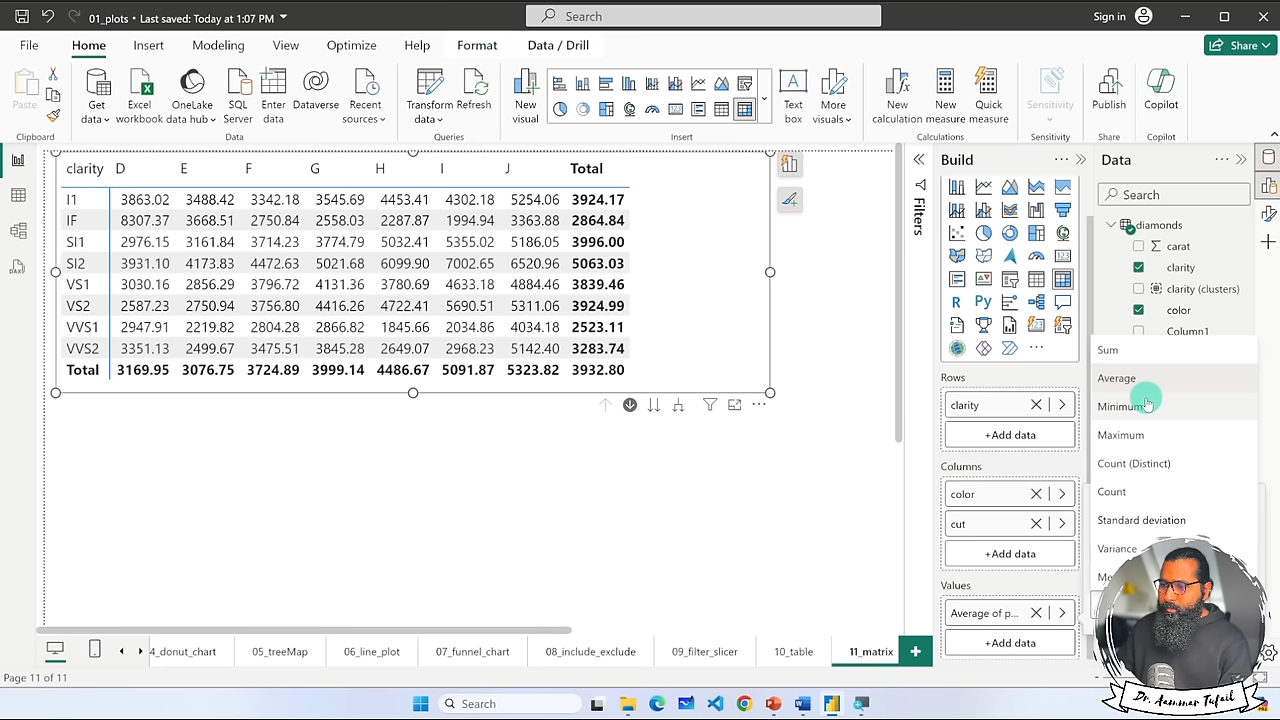 01_plots • Last saved: Today at 1:07 PM
Search
Sign in
File Home Insert Modeling View Optimize Help Format Data / Drill
Share
Paste
Get data
Excel workbook
OneLake data hub
SQL Server
Enter data
Dataverse
Recent sources
Transform data
Refresh
New visual
Text box
More visuals
New calculation
New measure
Quick measure
Sensitivity
Publish
Copilot
Clipboard Data Queries Insert Calculations Sensitivity Share Copilot
clarity D E F G H I J Total
I1 3863.02 3488.42 3342.18 3545.69 4453.41 4302.18 5254.06 3924.17
IF 8307.37 3668.51 2750.84 2558.03 2287.87 1994.94 3363.88 2864.84
SI1 2976.15 3161.84 3714.23 3774.79 5032.41 5355.02 5186.05 3996.00
SI2 3931.10 4173.83 4472.63 5021.68 6099.90 7002.65 6520.96 5063.03
VS1 3030.16 2856.29 3796.72 4131.36 3780.69 4633.18 4884.46 3839.46
VS2 2587.23 2750.94 3756.80 4416.26 4722.41 5690.51 5311.06 3924.99
VVS1 2947.91 2219.82 2804.28 2866.82 1845.66 2034.86 4034.18 2523.11
VVS2 3351.13 2499.67 3475.51 3845.28 2649.07 2968.23 5142.40 3283.74
Total 3169.95 3076.75 3724.89 3999.14 4486.67 5091.87 5323.82 3932.80
Filters
Build
R Py
Rows
clarity
+Add data
Columns
color
cut
+Add data
Values
Average of p...
+Add data
Data
Search
diamonds
carat
clarity
clarity (clusters)
color
Column1
Sum
Average
Minimum
Maximum
Count (Distinct)
Count
Standard deviation
Variance
4_donut_chart 05_treeMap 06_line_plot 07_funnel_chart 08_include_exclude 09_filter_slicer 10_table 11_matrix
Page 11 of 11
Search
Dr. Aammar Tufail